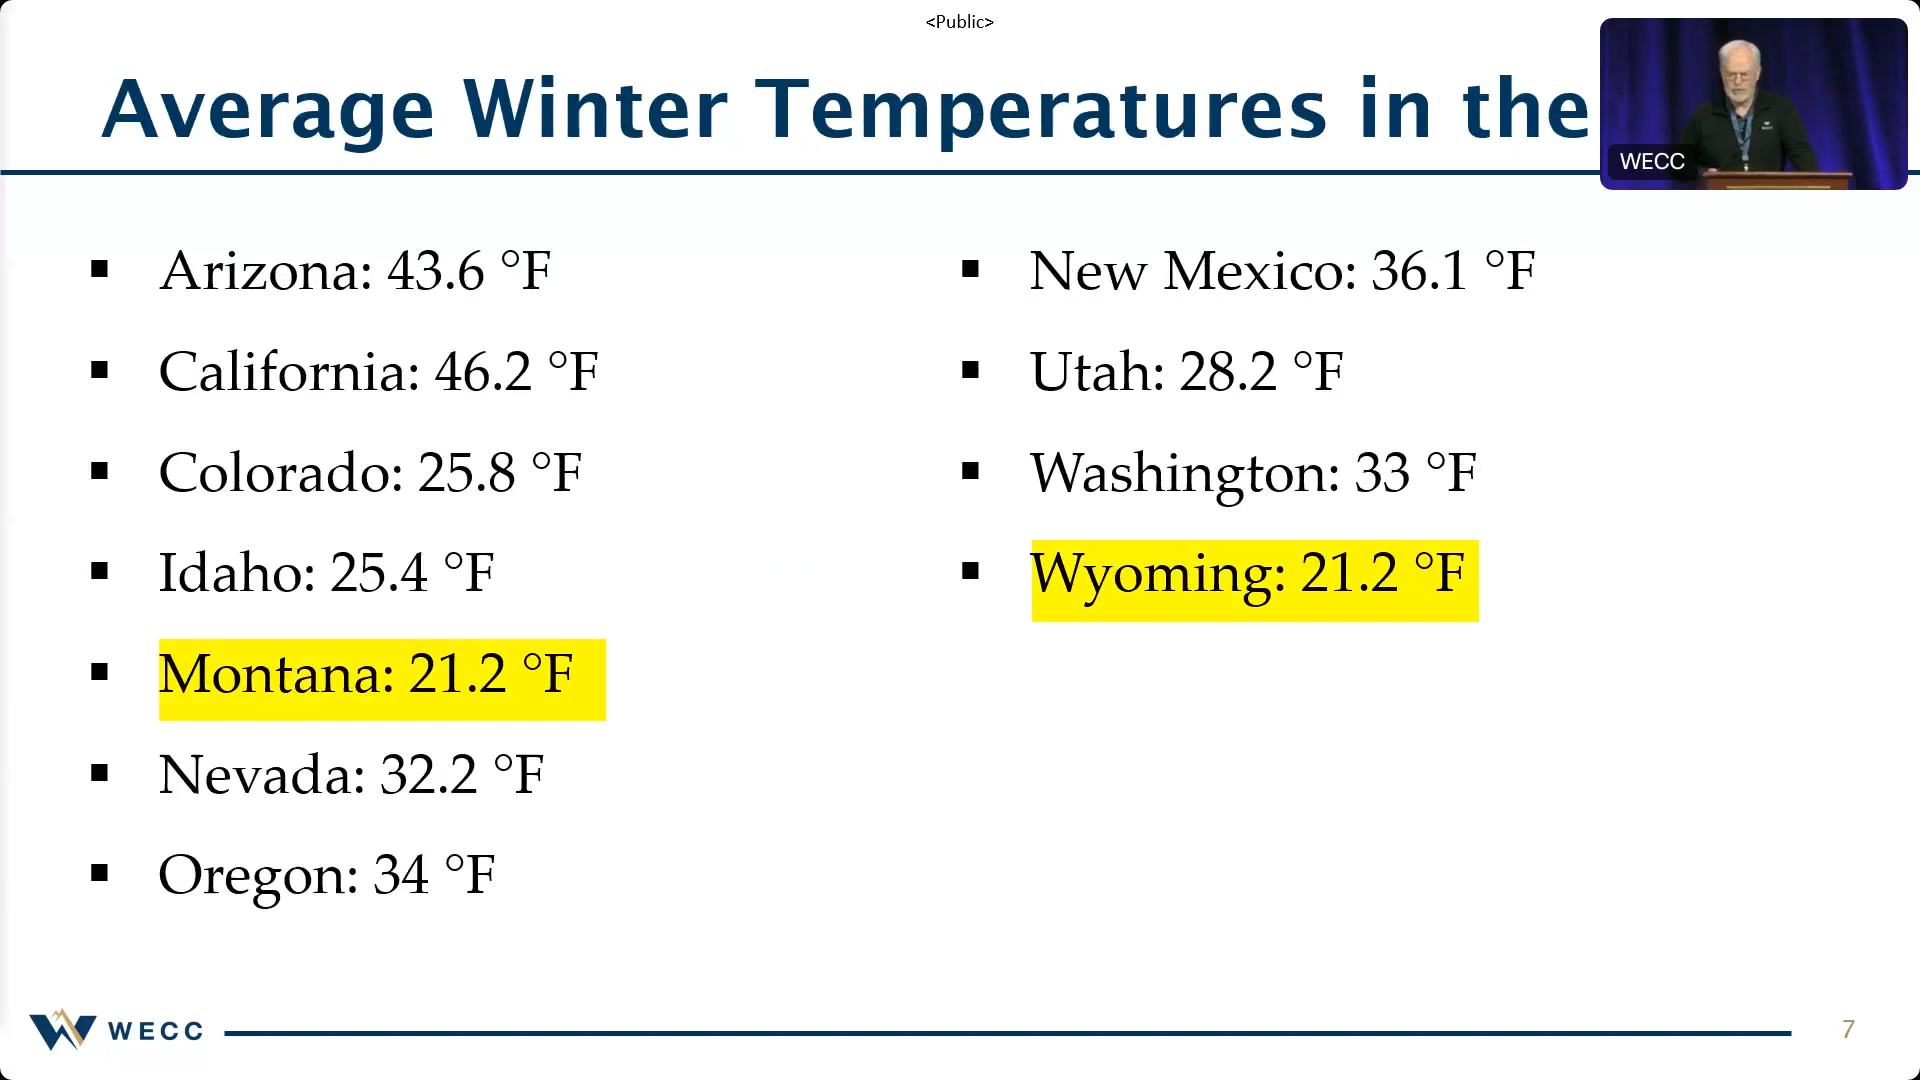 <Public>
Average Winter Temperatures in the
WECC
▪ Arizona: 43.6 °F
▪ California: 46.2 °F
▪ Colorado: 25.8 °F
▪ Idaho: 25.4 °F
▪ Montana: 21.2 °F
▪ Nevada: 32.2 °F
▪ Oregon: 34 °F
▪ New Mexico: 36.1 °F
▪ Utah: 28.2 °F
▪ Washington: 33 °F
▪ Wyoming: 21.2 °F
WECC
7